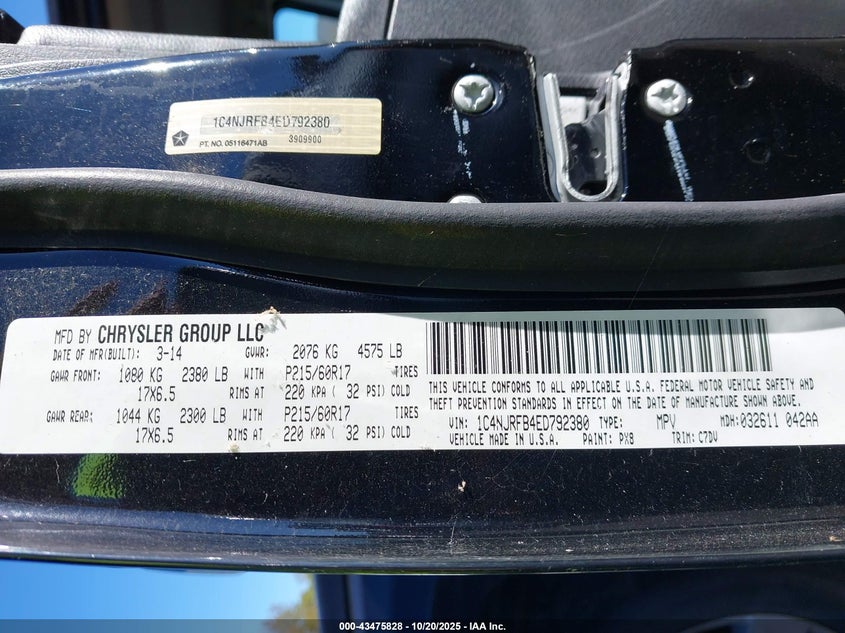 1C4NJRFB4ED792380
PT. NO. 05116471AB 3909900
MFD BY CHRYSLER GROUP LLC
DATE OF MFR(BUILT): 3-14 GVWR: 2076 KG 4575 LB
GAWR FRONT: 1080 KG 2380 LB WITH P215/60R17 TIRES
17X6.5 RIMS AT 220 KPA ( 32 PSI) COLD
GAWR REAR: 1044 KG 2300 LB WITH P215/60R17 TIRES
17X6.5 RIMS AT 220 KPA ( 32 PSI) COLD
THIS VEHICLE CONFORMS TO ALL APPLICABLE U.S.A. FEDERAL MOTOR VEHICLE SAFETY AND
THEFT PREVENTION STANDARDS IN EFFECT ON THE DATE OF MANUFACTURE SHOWN ABOVE.
VIN: 1C4NJRFB4ED792380 TYPE: MPV MDH: 032611 042AA
VEHICLE MADE IN U.S.A. PAINT: PX8 TRIM: C7DV
000-43475828 - 10/20/2025 - IAA Inc.